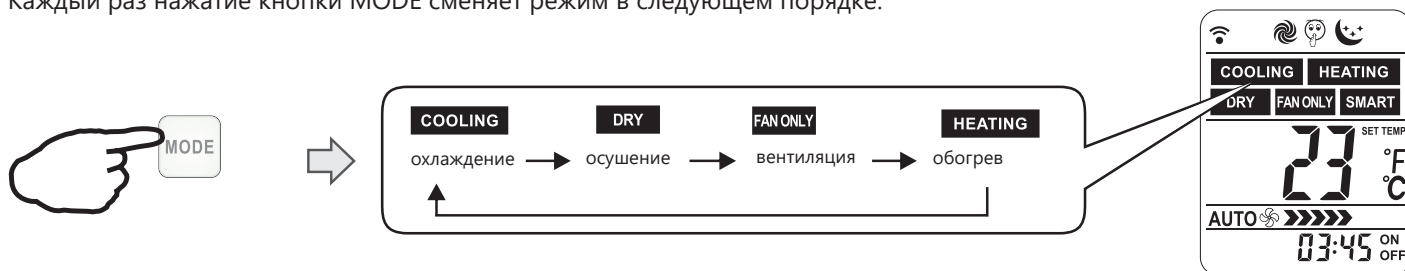 Каждый раз нажатие кнопки MODE сменяет режим в следующем порядке:
MODE
COOLING DRY FAN ONLY HEATING
охлаждение осушение вентиляция обогрев
COOLING HEATING
DRY FAN ONLY SMART
SET TEMP
23 °F
°C
AUTO
03:45 ON
OFF